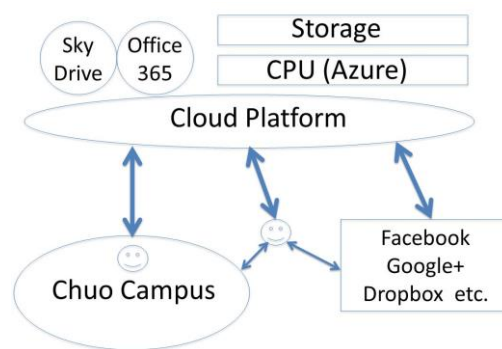 Sky
Drive
Office
365
Storage
CPU (Azure)
Cloud Platform
Chuo Campus
Facebook
Google+
Dropbox etc.